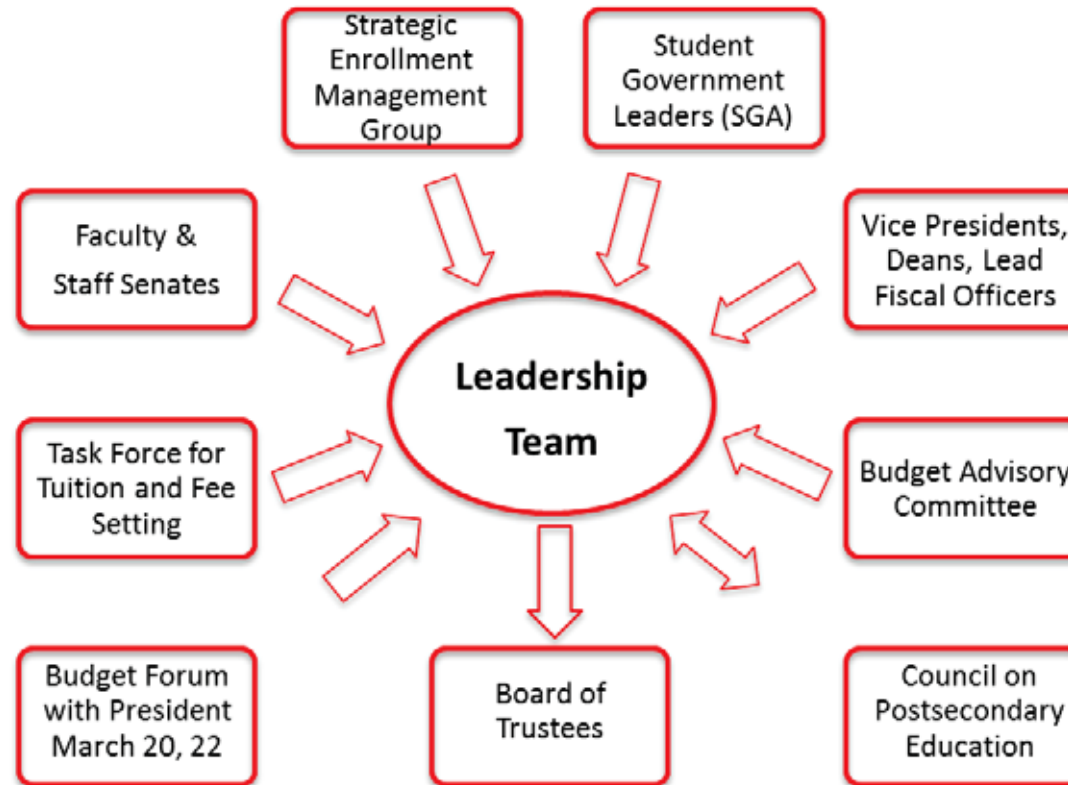 Strategic
Enrollment
Management
Group
Student
Government
Leaders (SGA)
Faculty &
Staff Senates
Vice Presidents,
Deans, Lead
Fiscal Officers
Leadership
Team
Task Force for
Tuition and Fee
Setting
Budget Advisory
Committee
Budget Forum
with President
March 20, 22
Board of
Trustees
Council on
Postsecondary
Education